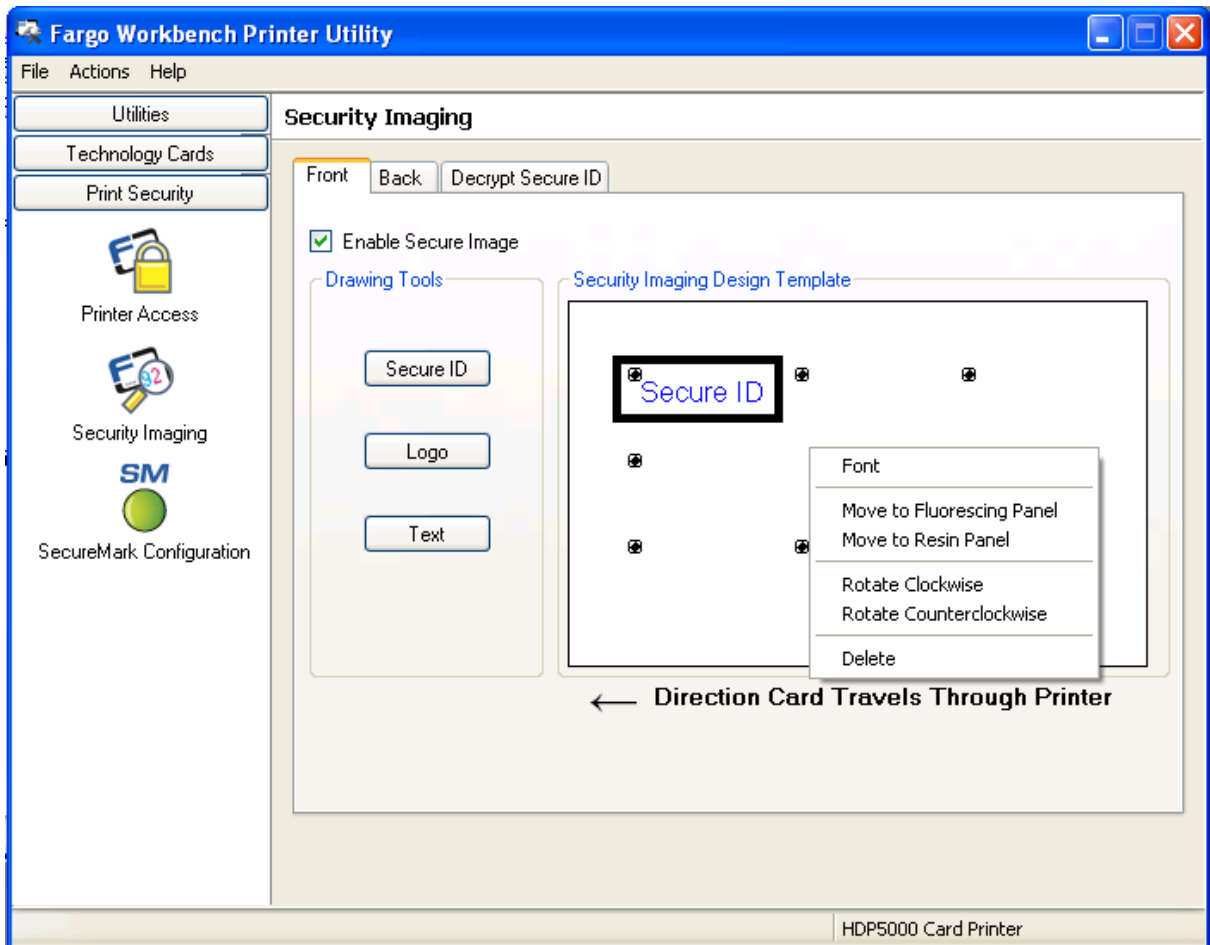 Fargo Workbench Printer Utility
File Actions Help
Utilities
Technology Cards
Print Security
Printer Access
92
Security Imaging
SM
SecureMark Configuration
Security Imaging
Front Back Decrypt Secure ID
Enable Secure Image
Drawing Tools
Secure ID
Logo
Text
Security Imaging Design Template
Secure ID
Font
Move to Fluorescing Panel
Move to Resin Panel
Rotate Clockwise
Rotate Counterclockwise
Delete
← Direction Card Travels Through Printer
HDP5000 Card Printer